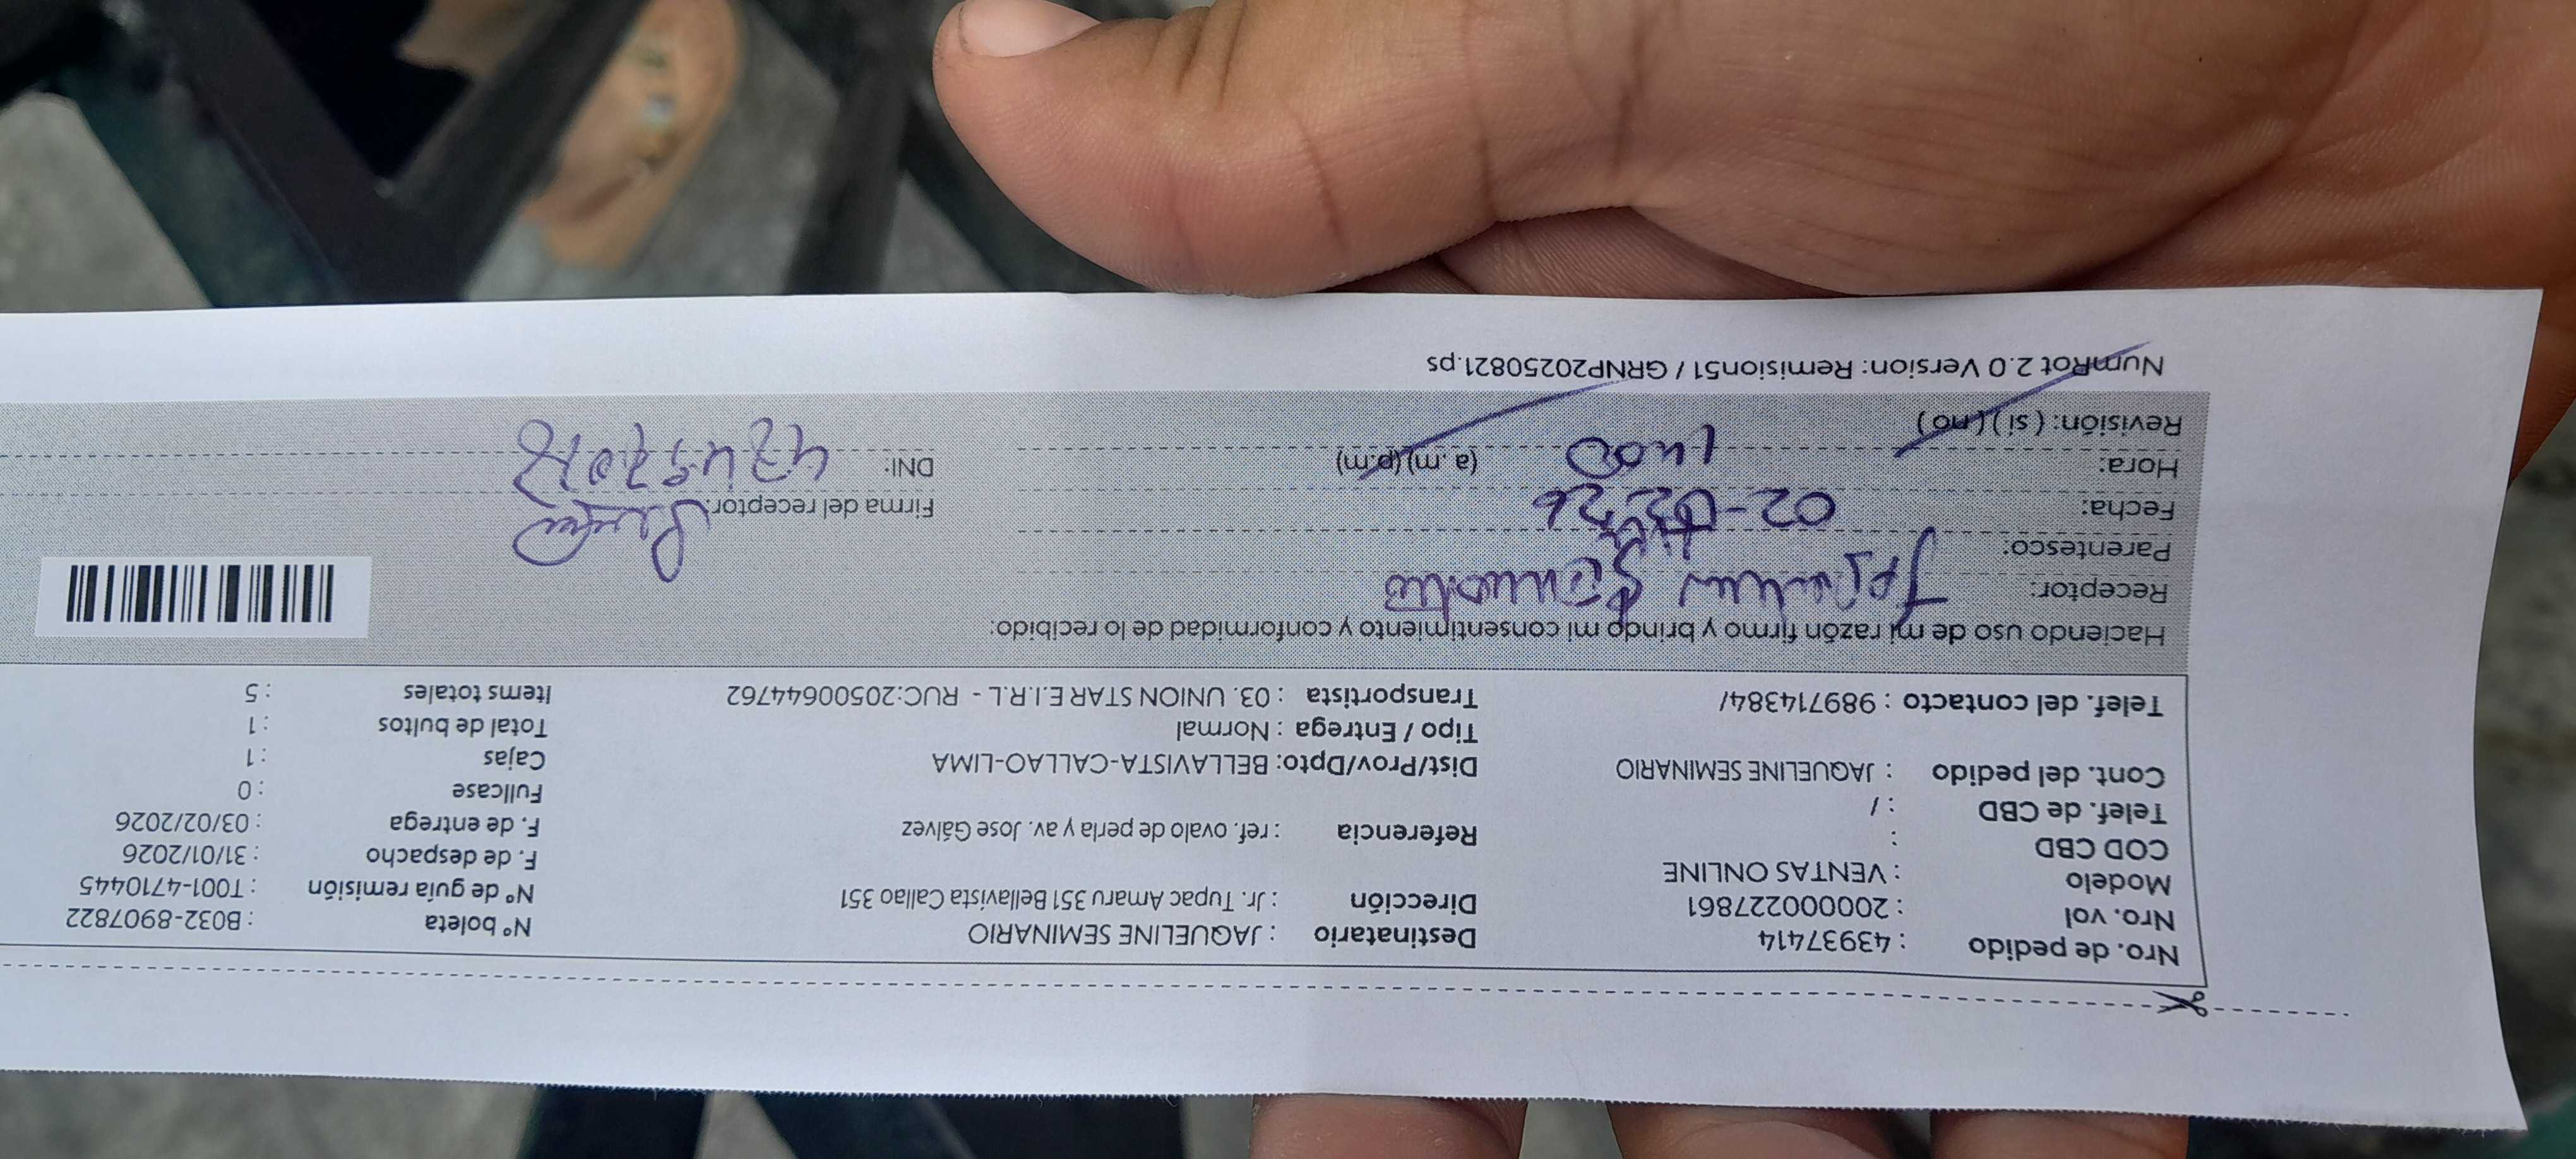 Nro. de pedido : 43937414 Destinatario : JAQUELINE SEMINARIO N° boleta : B032-8907822
Nro. vol : 20000227861 Dirección : Jr. Tupac Amaru 351 Bellavista Callao 351 N° de guía remisión : T001-4710445
Modelo : VENTAS ONLINE F. de despacho : 31/01/2026
COD CBD : Referencia : ref. ovalo de perla y av. Jose Gálvez F. de entrega : 03/02/2026
Telef. de CBD : / Fullcase : 0
Cont. del pedido : JAQUELINE SEMINARIO Dist/Prov/Dpto: BELLAVISTA-CALLAO-LIMA Cajas : 1
Tipo / Entrega : Normal Total de bultos : 1
Telef. del contacto : 989714384/ Transportista : 03. UNION STAR E.I.R.L - RUC:20500644762 Items totales : 5
Haciendo uso de mi razón firmo y brindo mi consentimiento y conformidad de lo recibido:
Receptor: Jaqueline Seminario
Parentesco:
Fecha: 02-02-26 Firma del receptor:
Hora: 1400 (a.m) (p.m) DNI:
Revisión: ( si ) ( no )
NumRot 2.0 Version: Remision51 / GRNP20250821.ps